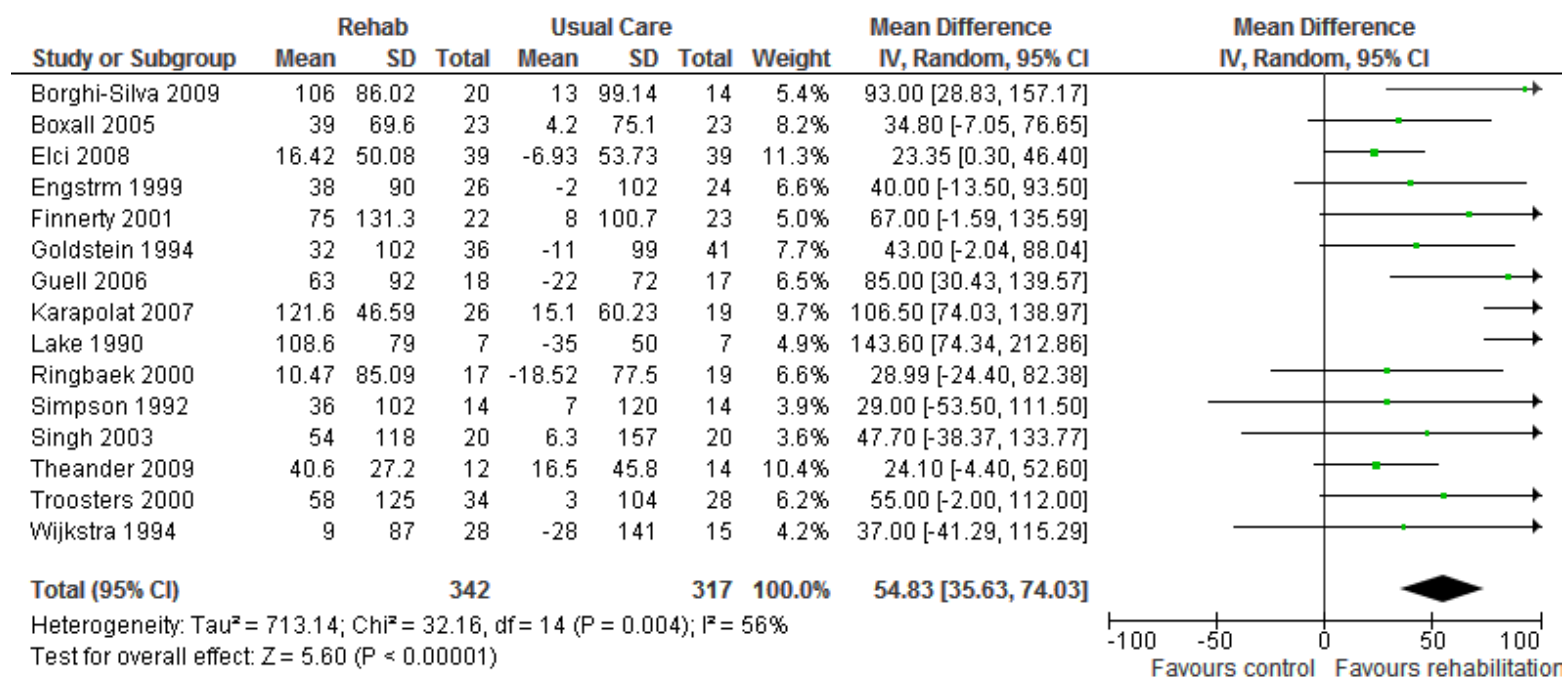 Rehab Usual Care Mean Difference Mean Difference
Study or Subgroup Mean SD Total Mean SD Total Weight IV, Random, 95% CI IV, Random, 95% CI
Borghi-Silva 2009 106 86.02 20 13 99.14 14 5.4% 93.00 [28.83, 157.17]
Boxall 2005 39 69.6 23 4.2 75.1 23 8.2% 34.80 [-7.05, 76.65]
Elci 2008 16.42 50.08 39 -6.93 53.73 39 11.3% 23.35 [0.30, 46.40]
Engstrm 1999 38 90 26 -2 102 24 6.6% 40.00 [-13.50, 93.50]
Finnerty 2001 75 131.3 22 8 100.7 23 5.0% 67.00 [-1.59, 135.59]
Goldstein 1994 32 102 36 -11 99 41 7.7% 43.00 [-2.04, 88.04]
Guell 2006 63 92 18 -22 72 17 6.5% 85.00 [30.43, 139.57]
Karapolat 2007 121.6 46.59 26 15.1 60.23 19 9.7% 106.50 [74.03, 138.97]
Lake 1990 108.6 79 7 -35 50 7 4.9% 143.60 [74.34, 212.86]
Ringbaek 2000 10.47 85.09 17 -18.52 77.5 19 6.6% 28.99 [-24.40, 82.38]
Simpson 1992 36 102 14 7 120 14 3.9% 29.00 [-53.50, 111.50]
Singh 2003 54 118 20 6.3 157 20 3.6% 47.70 [-38.37, 133.77]
Theander 2009 40.6 27.2 12 16.5 45.8 14 10.4% 24.10 [-4.40, 52.60]
Troosters 2000 58 125 34 3 104 28 6.2% 55.00 [-2.00, 112.00]
Wijkstra 1994 9 87 28 -28 141 15 4.2% 37.00 [-41.29, 115.29]
Total (95% CI) 342 317 100.0% 54.83 [35.63, 74.03]
Heterogeneity: Tau² = 713.14; Chi² = 32.16, df = 14 (P = 0.004); I² = 56%
Test for overall effect: Z = 5.60 (P < 0.00001)
-100 -50 0 50 100
Favours control Favours rehabilitation